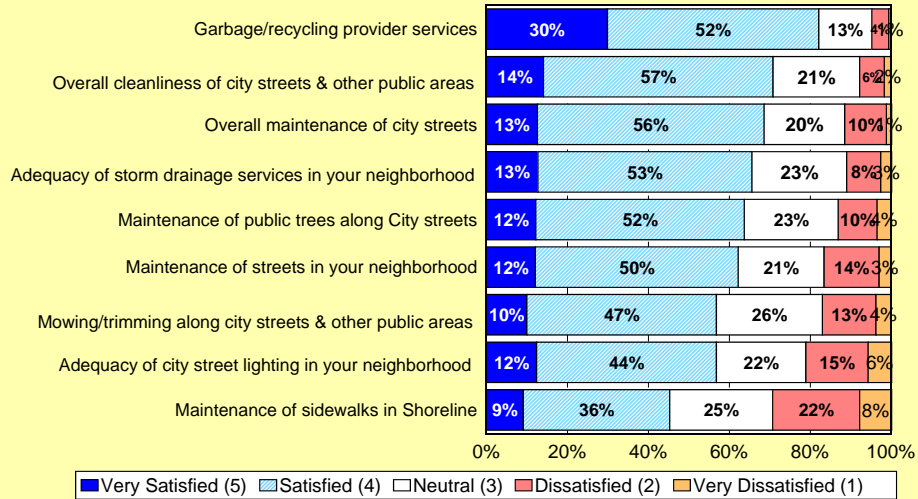 Garbage/recycling provider services 30% 52% 13% 4% 1%
Overall cleanliness of city streets & other public areas 14% 57% 21% 6% 2%
Overall maintenance of city streets 13% 56% 20% 10% 1%
Adequacy of storm drainage services in your neighborhood 13% 53% 23% 8% 3%
Maintenance of public trees along City streets 12% 52% 23% 10% 4%
Maintenance of streets in your neighborhood 12% 50% 21% 14% 3%
Mowing/trimming along city streets & other public areas 10% 47% 26% 13% 4%
Adequacy of city street lighting in your neighborhood 12% 44% 22% 15% 6%
Maintenance of sidewalks in Shoreline 9% 36% 25% 22% 8%
0% 20% 40% 60% 80% 100%
Very Satisfied (5) Satisfied (4) Neutral (3) Dissatisfied (2) Very Dissatisfied (1)